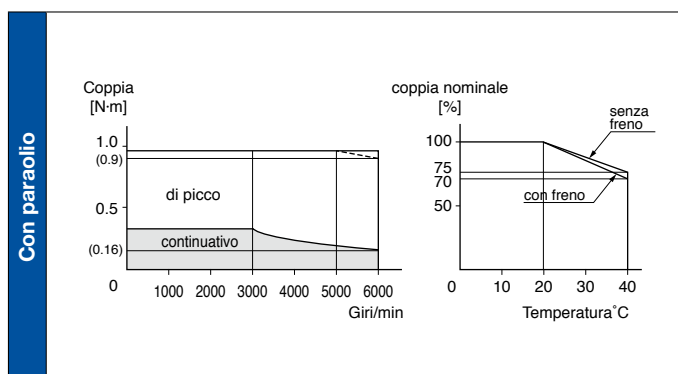 Con paraolio
Coppia
[N·m]
1.0
(0.9)
di picco
0.5
continuativo
(0.16)
0
1000 2000 3000 4000 5000 6000
Giri/min
coppia nominale
[%]
senza
freno
100
75
70
con freno
50
0 10 20 30 40
Temperatura˚C